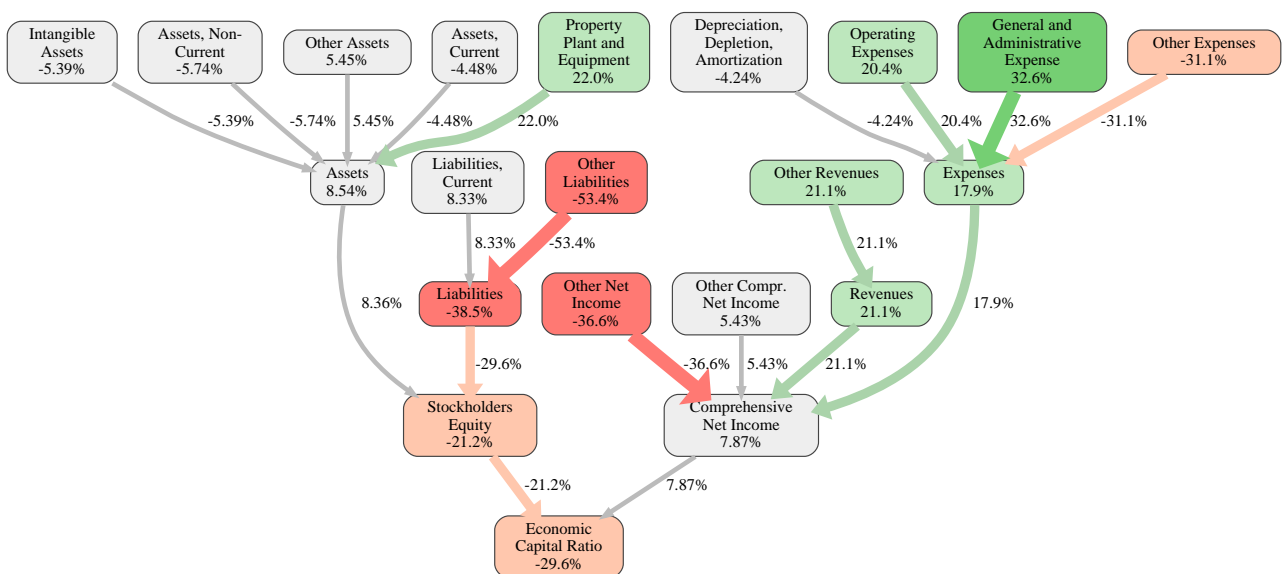 Intangible
Assets
-5.39%
Assets, Non-
Current
-5.74%
Other Assets
5.45%
Assets,
Current
-4.48%
Property
Plant and
Equipment
22.0%
Depreciation,
Depletion,
Amortization
-4.24%
Operating
Expenses
20.4%
General and
Administrative
Expense
32.6%
Other Expenses
-31.1%
-5.39%
-5.74%
5.45%
-4.48%
22.0%
-4.24%
20.4%
32.6%
-31.1%
Assets
8.54%
Liabilities,
Current
8.33%
Other
Liabilities
-53.4%
Other Revenues
21.1%
Expenses
17.9%
8.33%
-53.4%
21.1%
8.36%
Liabilities
-38.5%
Other Net
Income
-36.6%
Other Compr.
Net Income
5.43%
Revenues
21.1%
17.9%
-29.6%
-36.6%
5.43%
21.1%
Stockholders
Equity
-21.2%
Comprehensive
Net Income
7.87%
-21.2%
7.87%
Economic
Capital Ratio
-29.6%